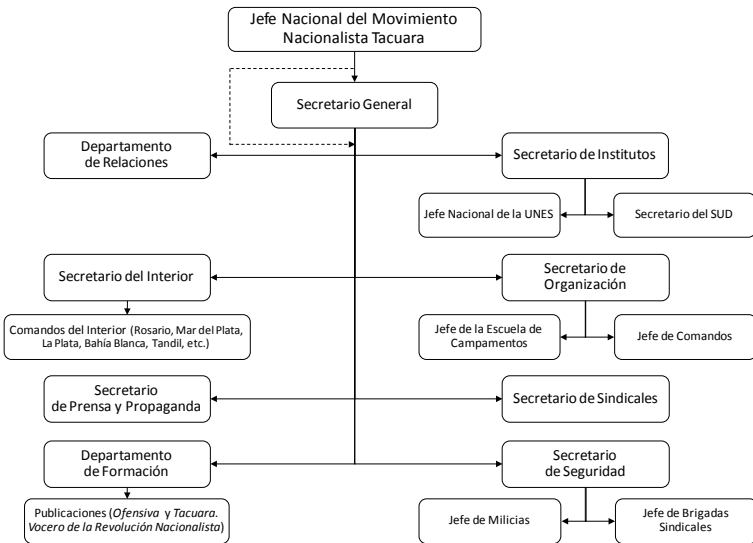 Jefe Nacional del Movimiento
Nacionalista Tacuara
Secretario General
Departamento
de Relaciones
Secretario de Institutos
Jefe Nacional de la UNES
Secretario del SUD
Secretario del Interior
Secretario de
Organización
Comandos del Interior (Rosario, Mar del Plata,
La Plata, Bahía Blanca, Tandil, etc.)
Jefe de la Escuela de
Campamentos
Jefe de Comandos
Secretario
de Prensa y Propaganda
Secretario de Sindicales
Departamento
de Formación
Secretario
de Seguridad
Publicaciones (Ofensiva y Tacuara.
Vocero de la Revolución Nacionalista)
Jefe de Milicias
Jefe de Brigadas
Sindicales